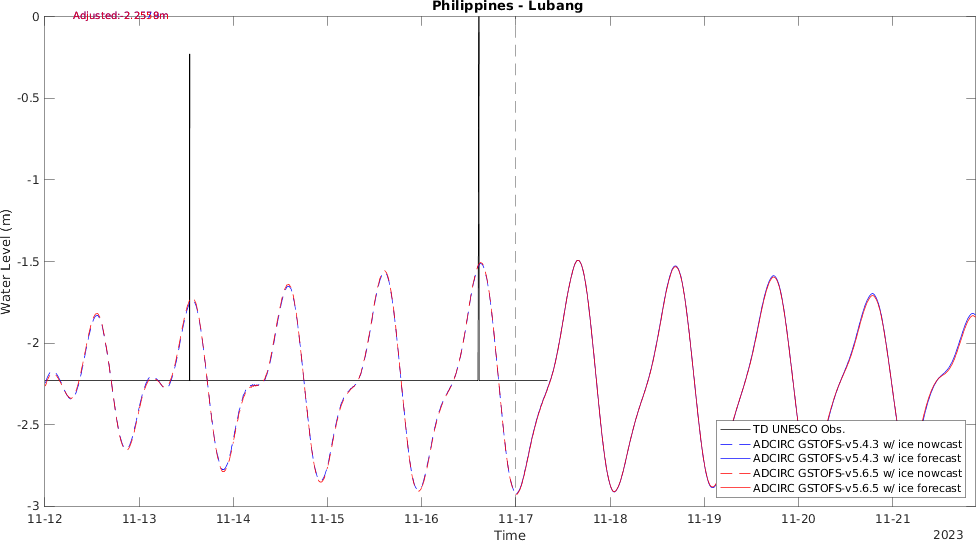 Philippines - Lubang
Adjusted:
0
-0.5
-1
-1.5
-2
-2.5
-3
Water Level (m)
11-12
11-13
11-14
11-15
11-16
11-17
11-18
11-19
11-20
11-21
Time
2023
TD UNESCO Obs.
ADCIRC GSTOFS-v5.4.3 w/ ice nowcast
ADCIRC GSTOFS-v5.4.3 w/ ice forecast
ADCIRC GSTOFS-v5.6.5 w/ ice nowcast
ADCIRC GSTOFS-v5.6.5 w/ ice forecast